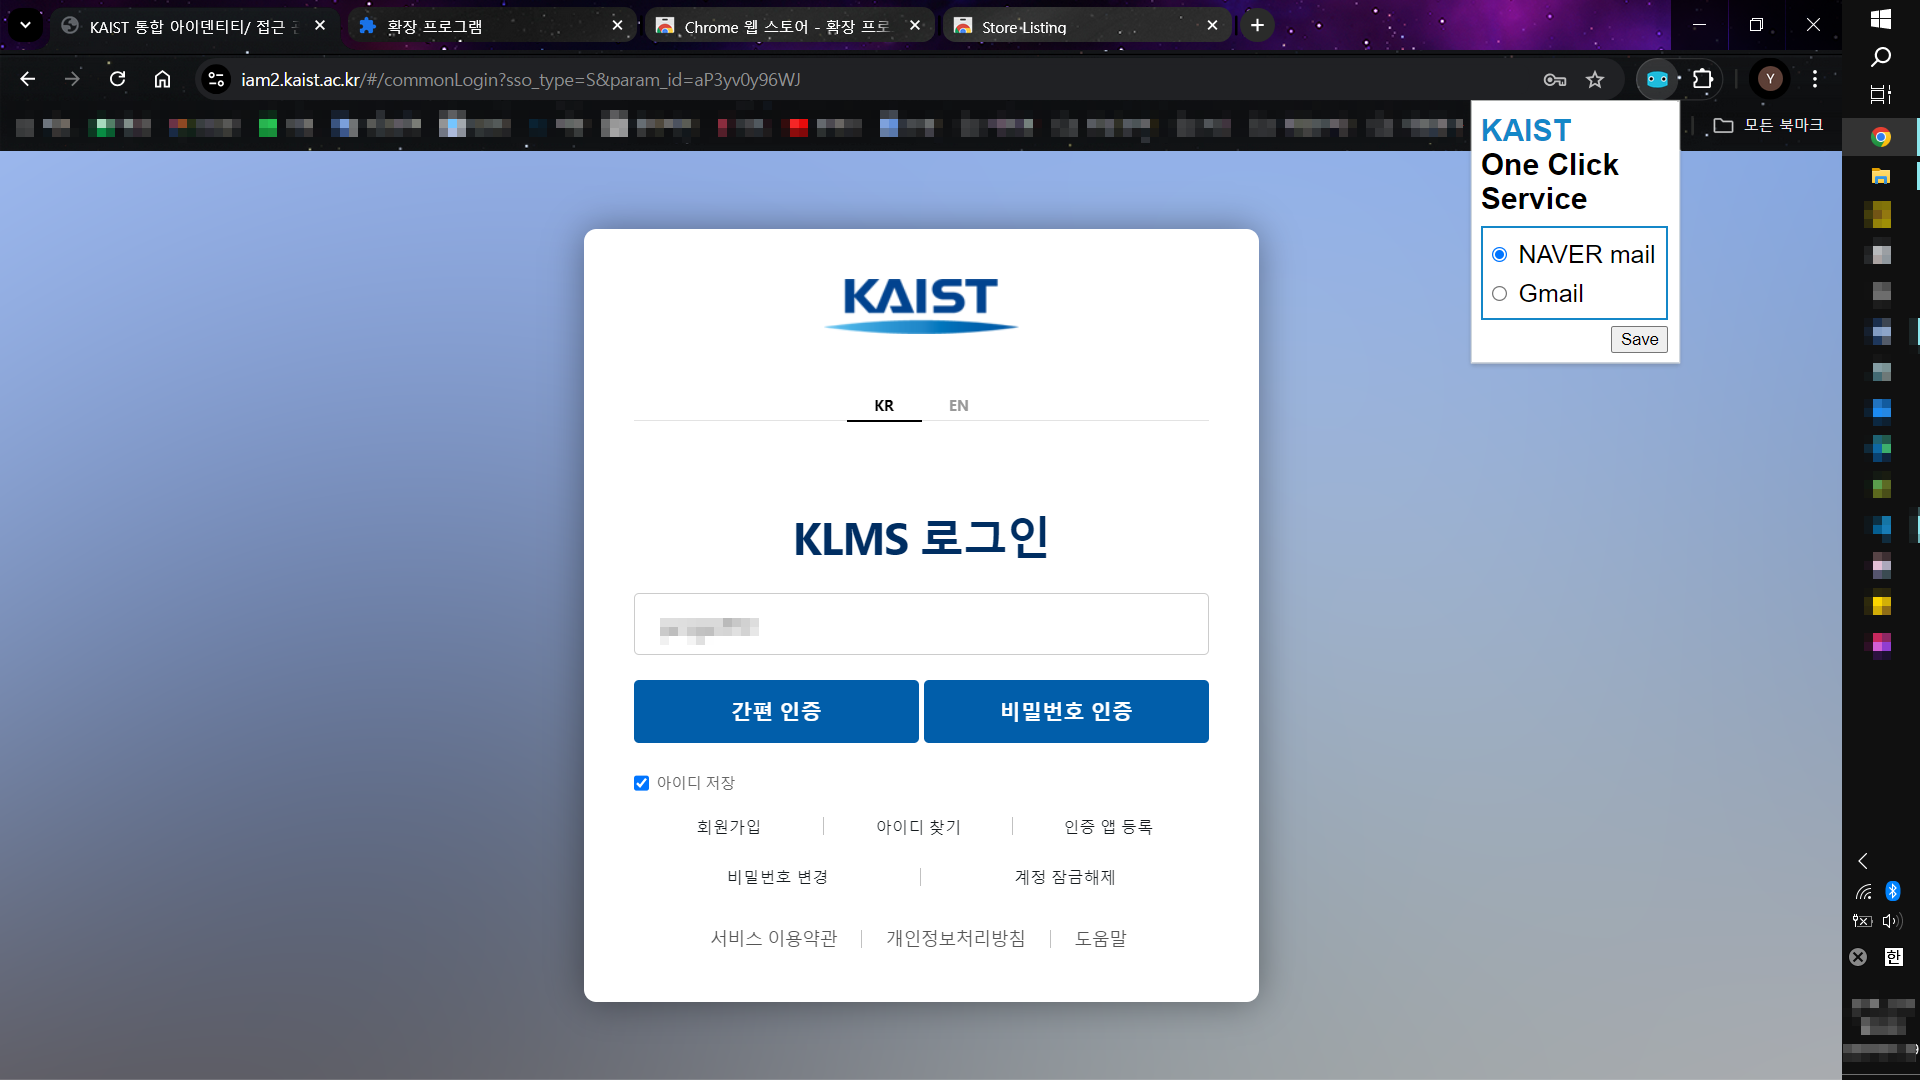 KAIST 통합 아이덴티티/ 접근
확장 프로그램
Chrome 웹 스토어 - 확장 프로
Store Listing
iam2.kaist.ac.kr/#/commonLogin?sso_type=S&param_id=aP3yv0y96WJ
Y
모든 북마크
KAIST
One Click
Service
NAVER mail
Gmail
Save
KAIST
KR EN
KLMS 로그인
간편 인증 비밀번호 인증
아이디 저장
회원가입 아이디 찾기 인증 앱 등록
비밀번호 변경 계정 잠금해제
서비스 이용약관 개인정보처리방침 도움말
한